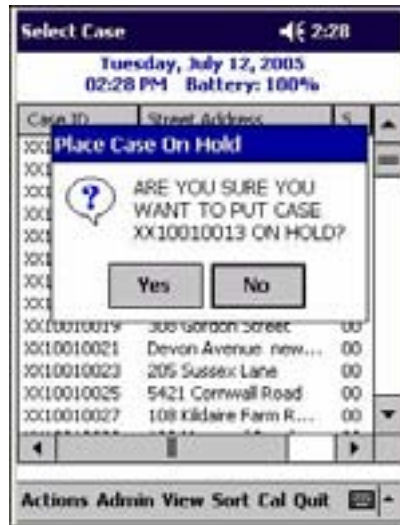 Select Case 2:28
Tuesday, July 12, 2005
02:28 PM Battery: 100%
Case ID Street Address S
Place Case On Hold
ARE YOU SURE YOU
WANT TO PUT CASE
XX10010013 ON HOLD?
Yes No
XX10010019 308 Gordon Street 00
XX10010021 Devon Avenue new... 00
XX10010023 205 Sussex Lane 00
XX10010025 5421 Cornwall Road 00
XX10010027 108 Kildaire Farm R... 00
Actions Admin View Sort Cal Quit